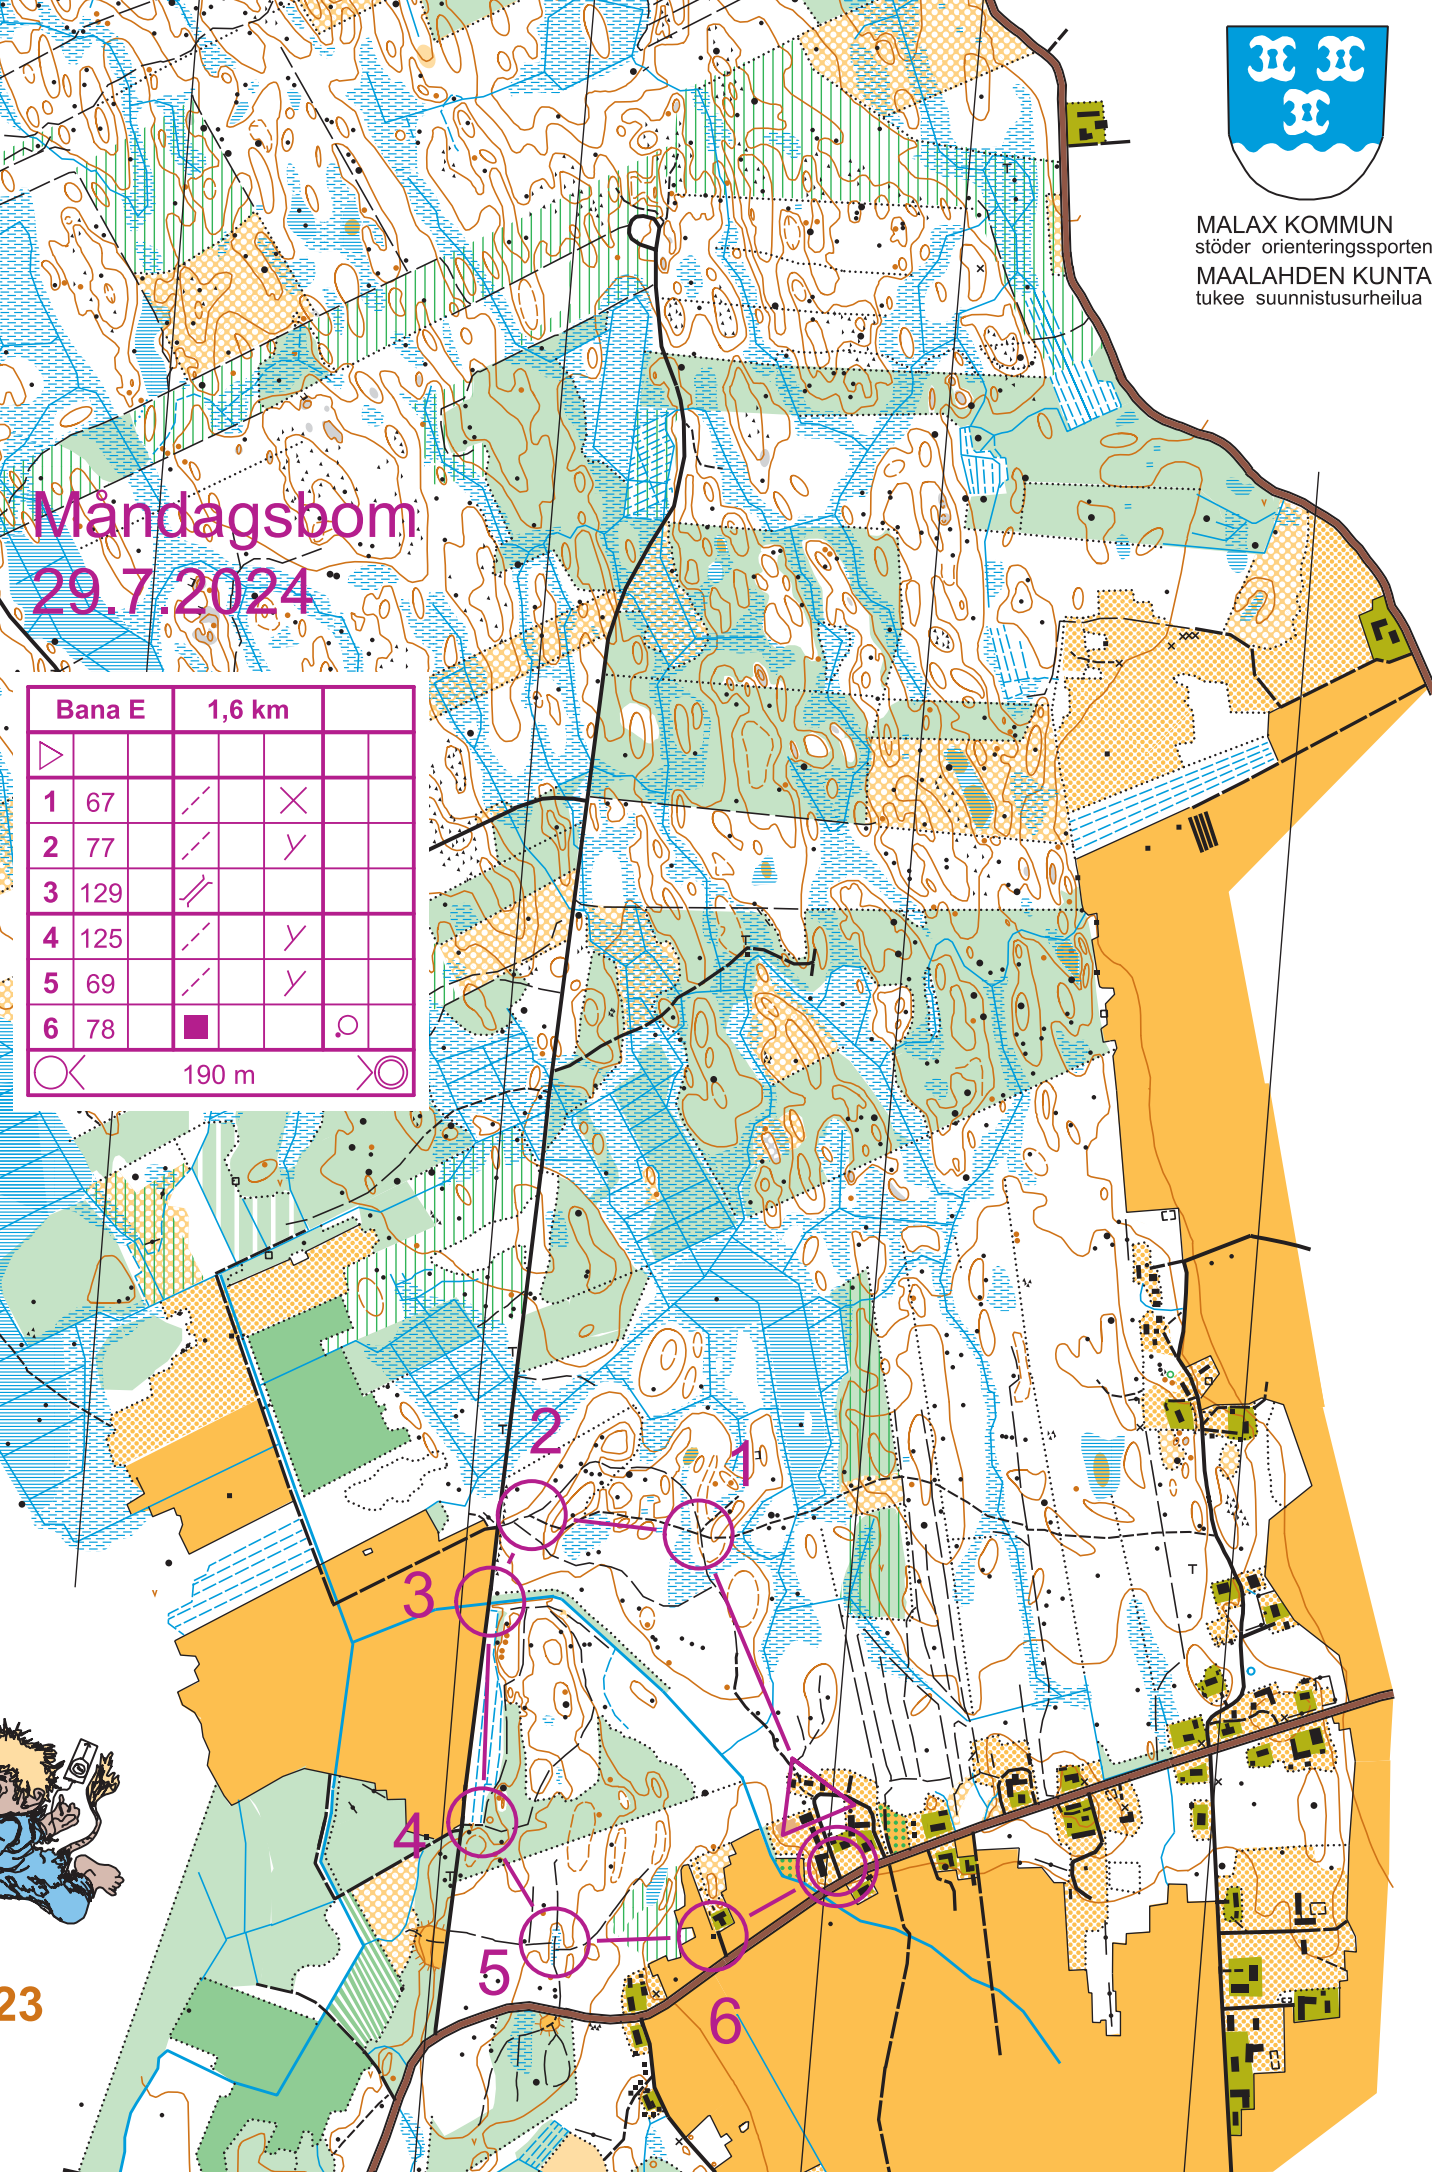 MALAX KOMMUN
stöder orienteringssporten
MAALAHDEN KUNTA
tukee suunnistusurheilua
Måndagsbom
29.7.2024
Bana E 1,6 km
1 67
2 77
3 129
4 125
5 69
6 78
190 m
2
1
3
4
5
6
23